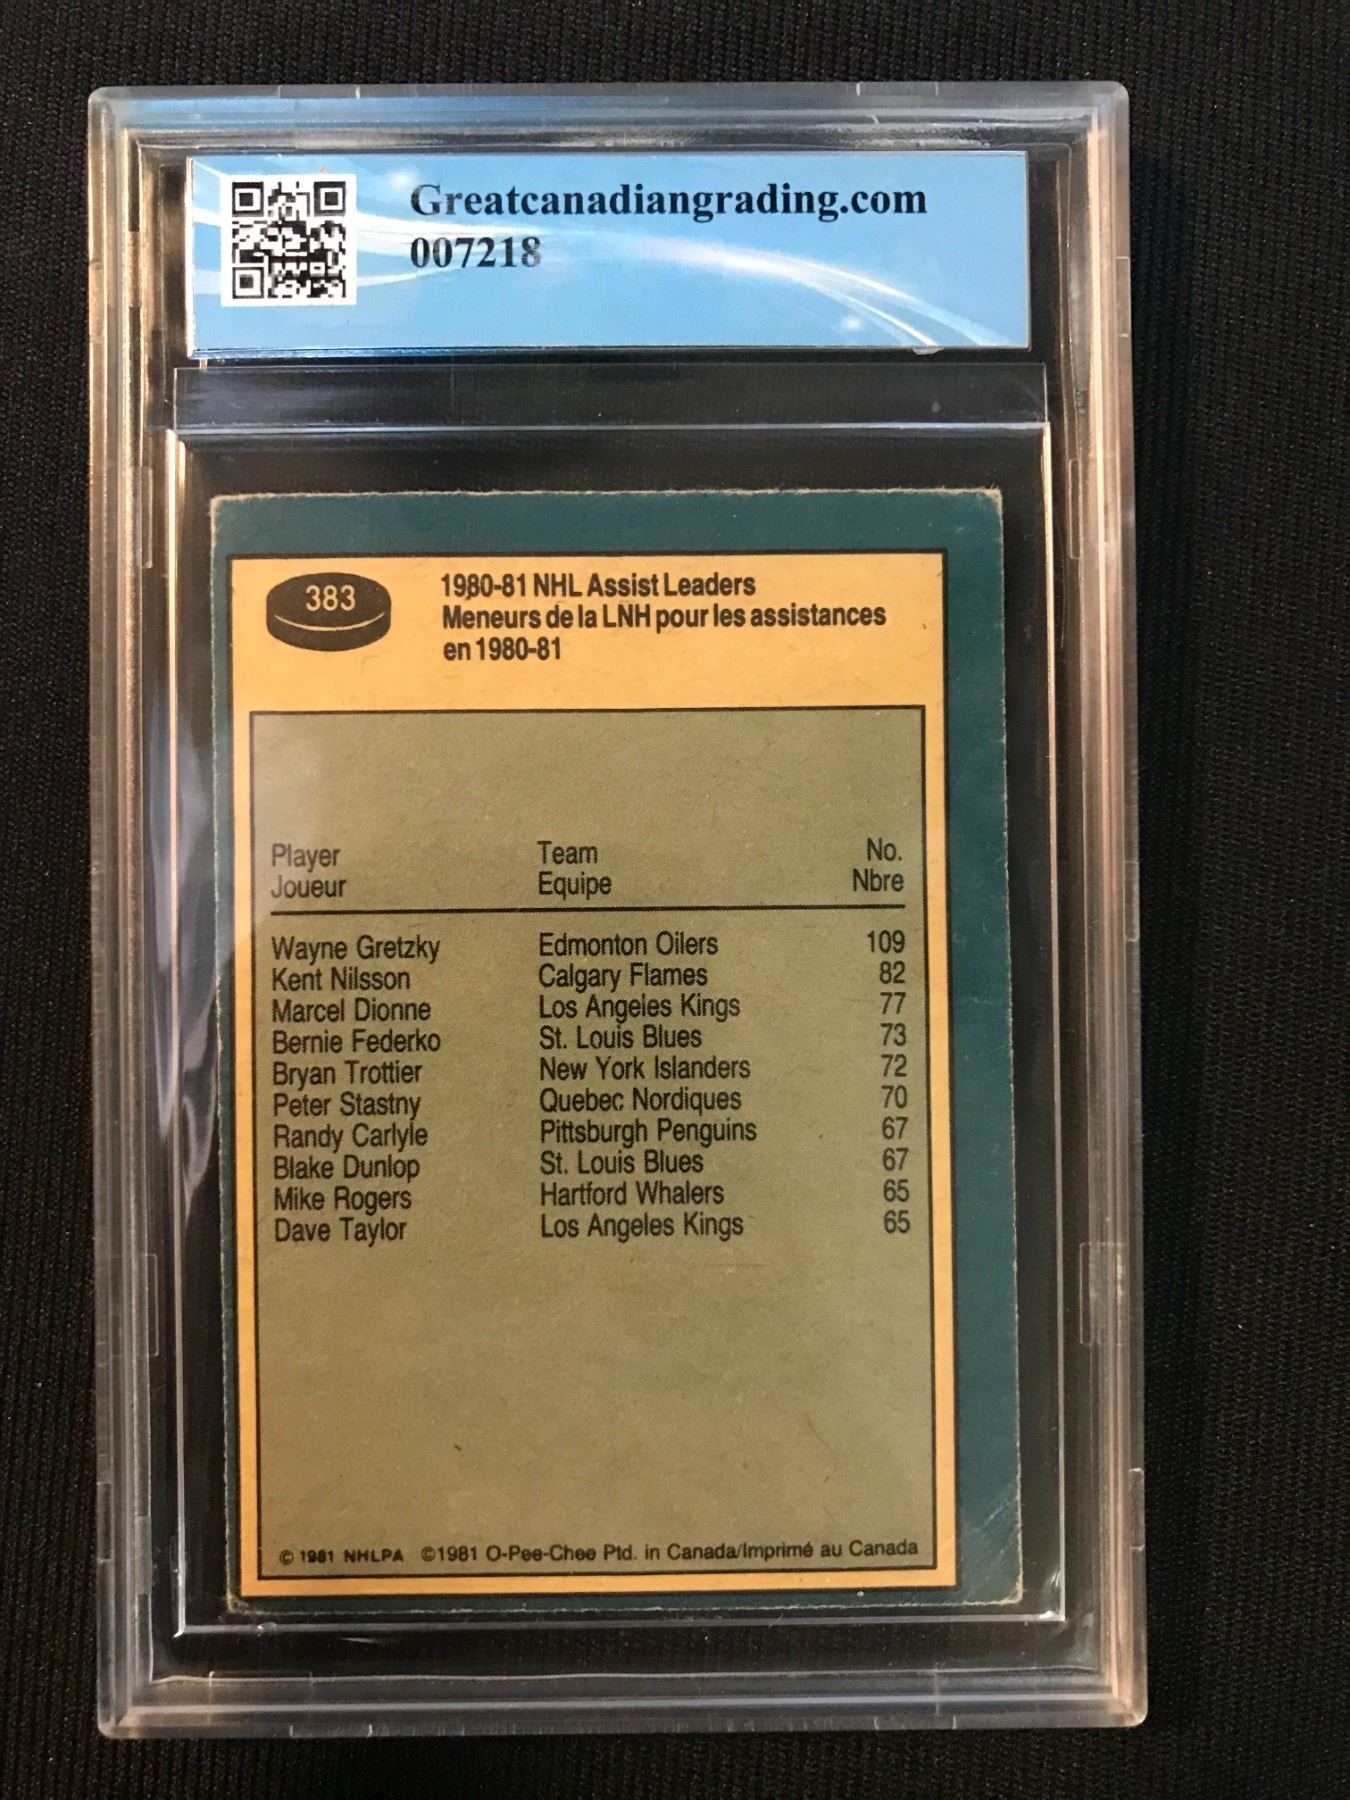 Greatcanadiangrading.com
007218
383
1980-81 NHL Assist Leaders
Meneurs de la LNH pour les assistances
en 1980-81
Player Team No.
Joueur Equipe Nbre
Wayne Gretzky Edmonton Oilers 109
Kent Nilsson Calgary Flames 82
Marcel Dionne Los Angeles Kings 77
Bernie Federko St. Louis Blues 73
Bryan Trottier New York Islanders 72
Peter Stastny Quebec Nordiques 70
Randy Carlyle Pittsburgh Penguins 67
Blake Dunlop St. Louis Blues 67
Mike Rogers Hartford Whalers 65
Dave Taylor Los Angeles Kings 65
© 1981 NHLPA ©1981 O-Pee-Chee Ptd. in Canada/Imprimé au Canada